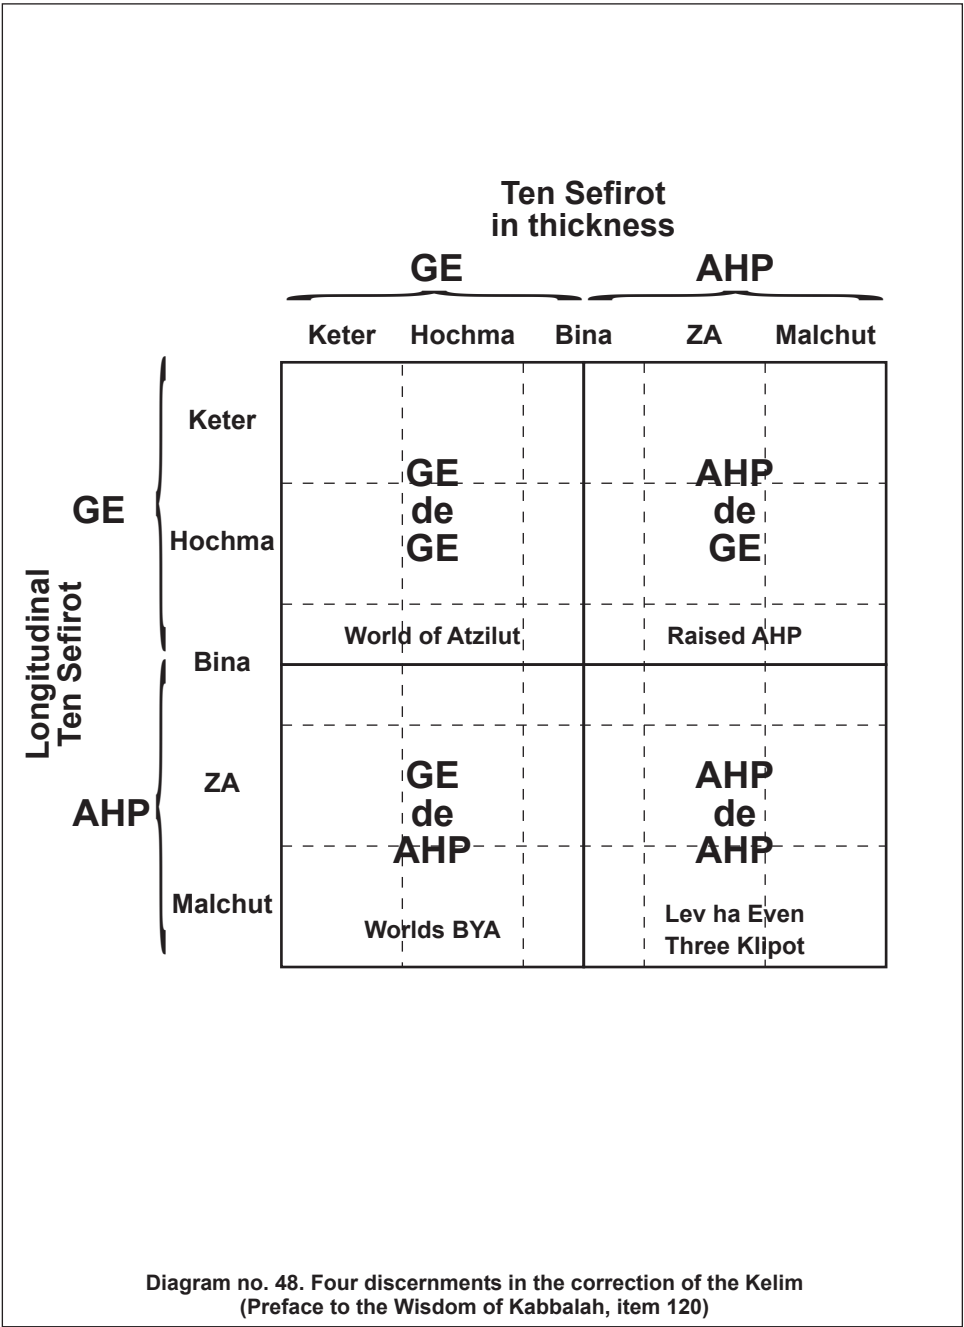 Ten Sefirot
in thickness
GE
AHP
Keter
Hochma
Bina
ZA
Malchut
Longitudinal
Ten Sefirot
GE
AHP
Keter
Hochma
Bina
ZA
Malchut
GE
de
GE
World of Atzilut
AHP
de
GE
Raised AHP
GE
de
AHP
Worlds BYA
AHP
de
AHP
Lev ha Even
Three Klipot
Diagram no. 48. Four discernments in the correction of the Kelim
(Preface to the Wisdom of Kabbalah, item 120)